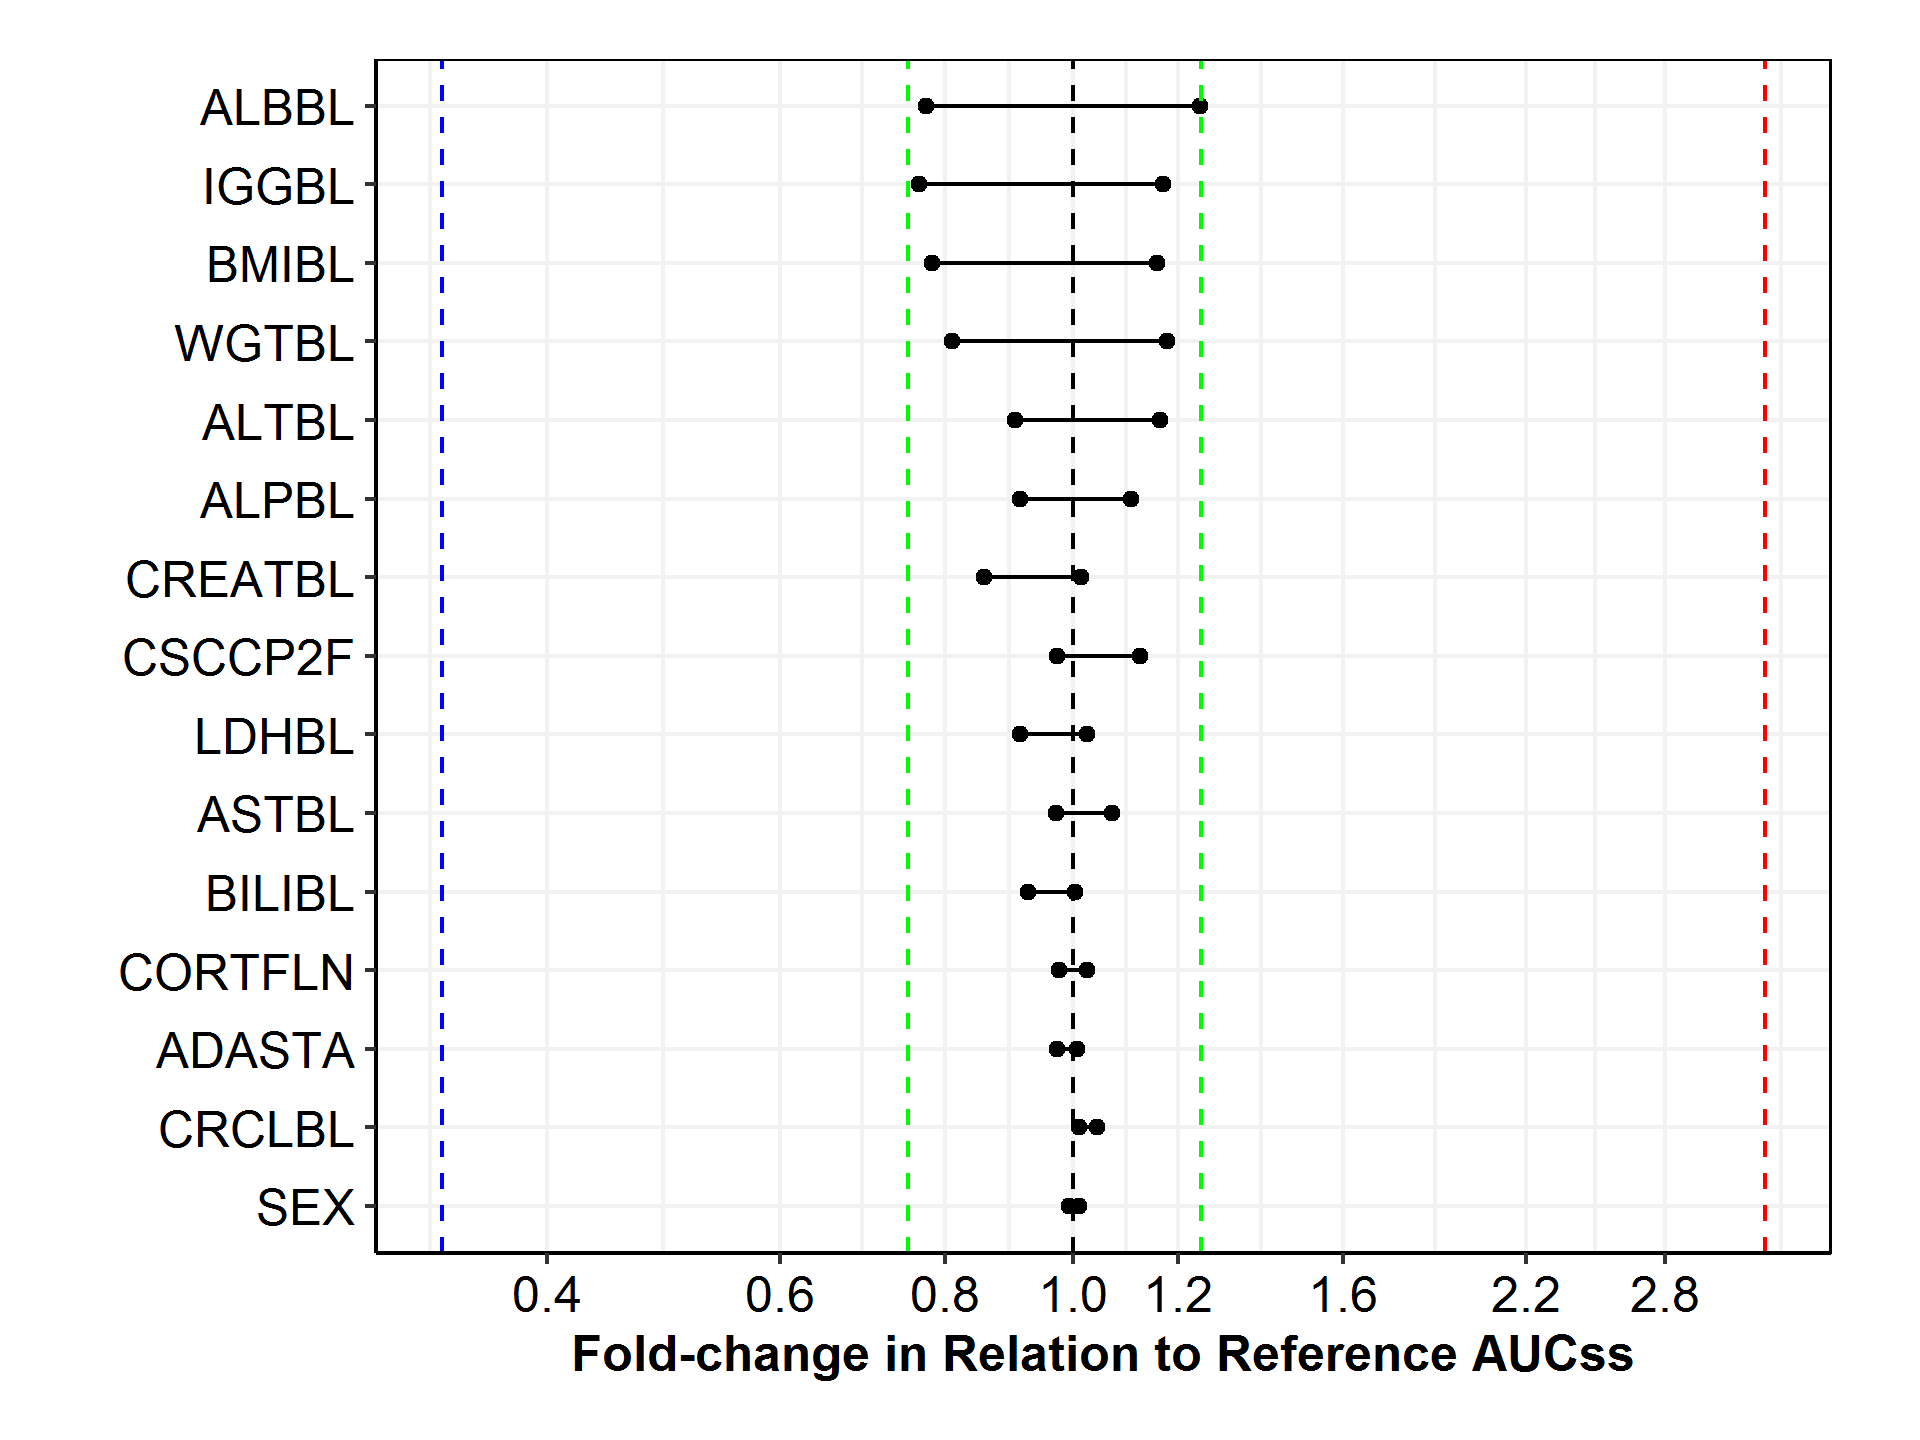 ALBBL
IGGBL
BMIBL
WGTBL
ALTBL
ALPBL
CREATBL
CSCCP2F
LDHBL
ASTBL
BILIBL
CORTFLN
ADASTA
CRCLBL
SEX
0.4 0.6 0.8 1.0 1.2 1.6 2.2 2.8
Fold-change in Relation to Reference AUCss